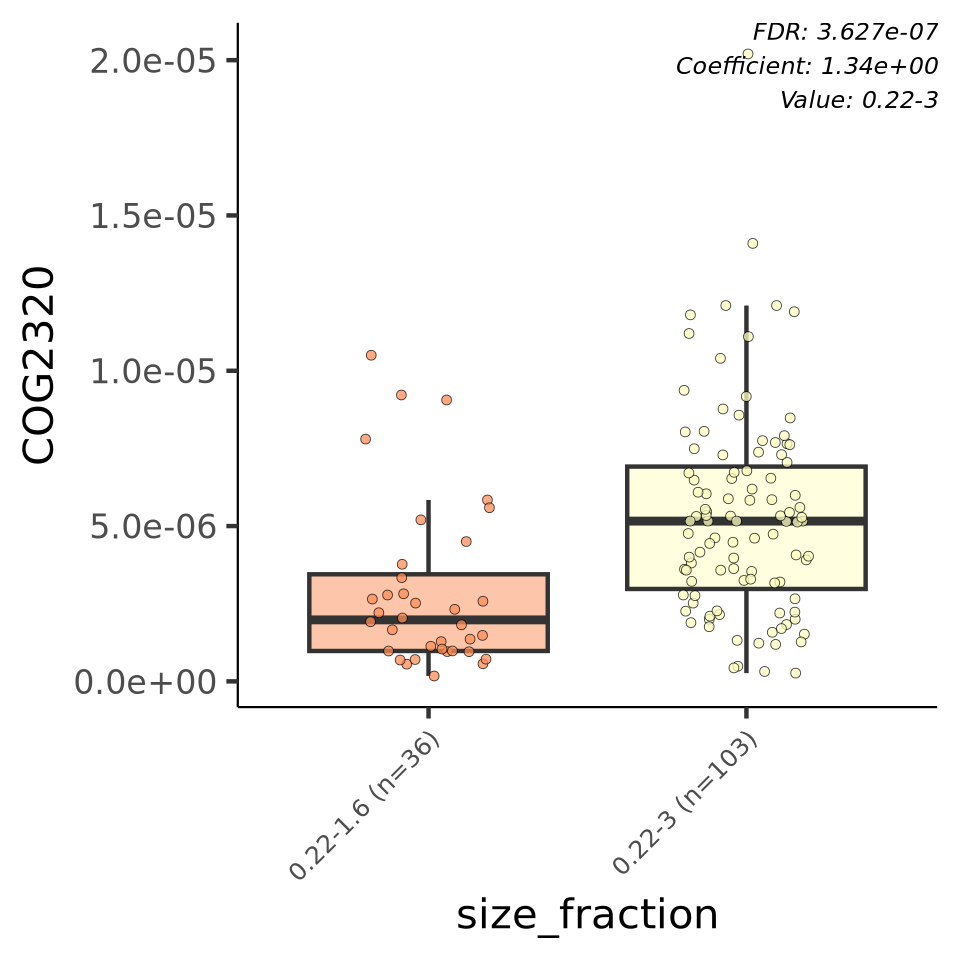 FDR: 3.627e-07
Coefficient: 1.34e+00
Value: 0.22-3
2.0e-05
1.5e-05
1.0e-05
5.0e-06
0.0e+00
COG2320
0.22-1.6 (n=36)
0.22-3 (n=103)
size_fraction